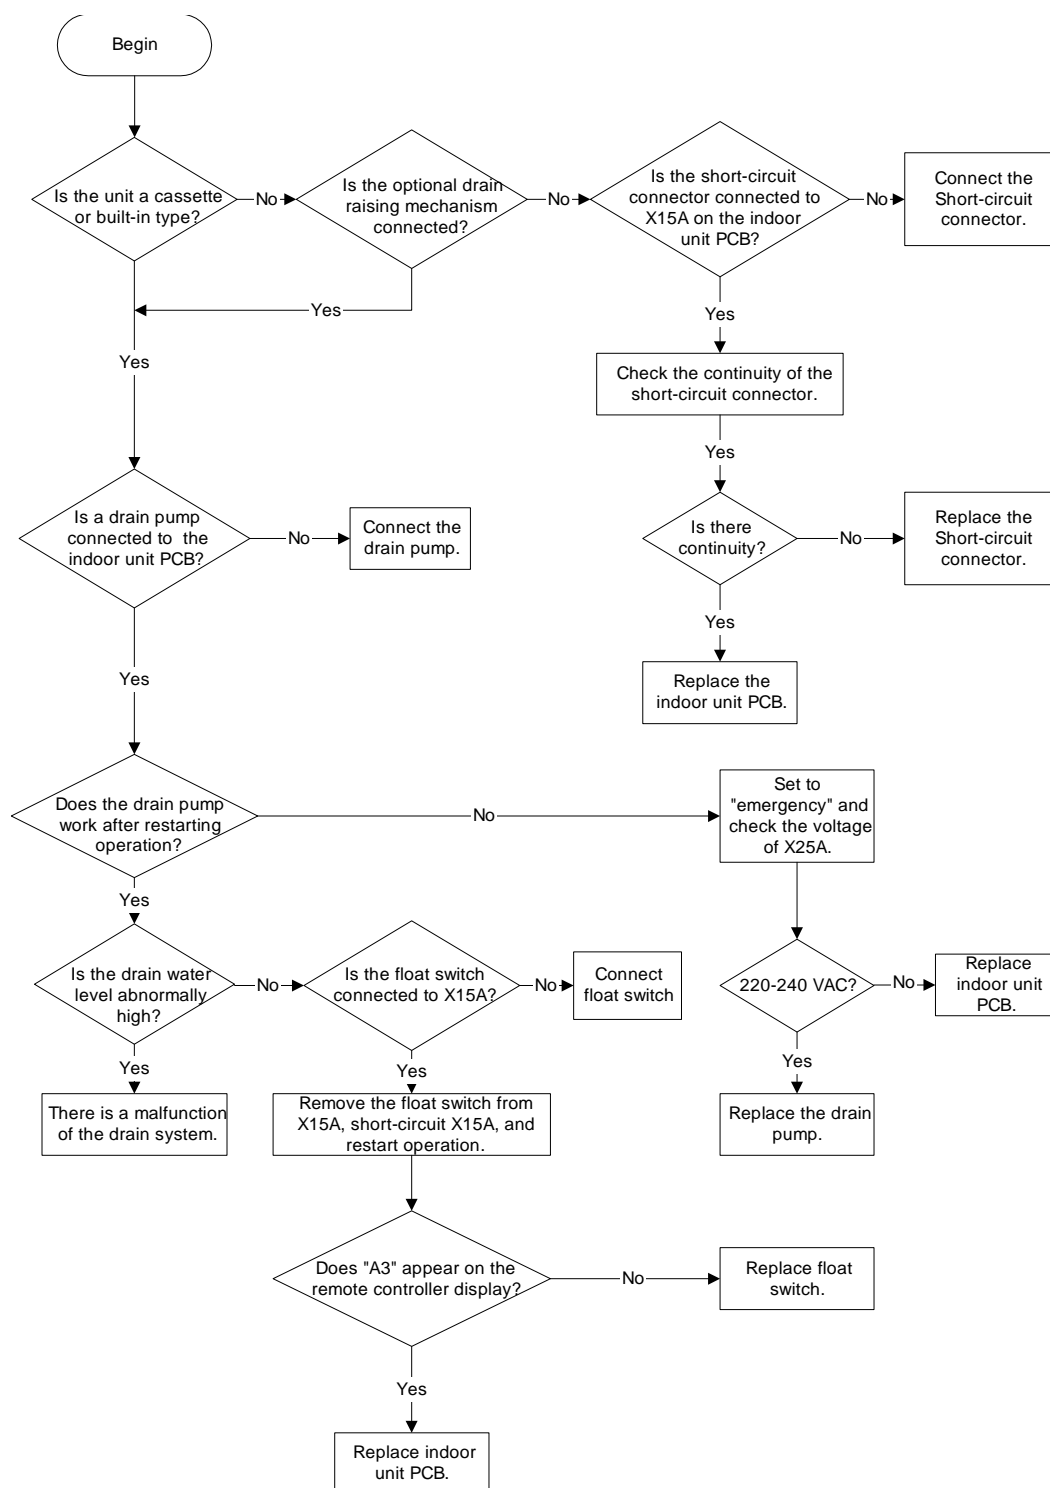 Begin
Is the unit a cassette
or built-in type?
No
Is the optional drain
raising mechanism
connected?
No
Is the short-circuit
connector connected to
X15A on the indoor
unit PCB?
No
Connect the
Short-circuit
connector.
Yes
Yes
Yes
Check the continuity of the
short-circuit connector.
Yes
Is a drain pump
connected to the
indoor unit PCB?
No
Connect the
drain pump.
Is there
continuity?
No
Replace the
Short-circuit
connector.
Yes
Yes
Replace the
indoor unit PCB.
Does the drain pump
work after restarting
operation?
No
Set to
"emergency" and
check the voltage
of X25A.
Yes
Is the drain water
level abnormally
high?
No
Is the float switch
connected to X15A?
No
Connect
float switch
220-240 VAC?
No
Replace
indoor unit
PCB.
Yes
Yes
Yes
There is a malfunction
of the drain system.
Remove the float switch from
X15A, short-circuit X15A, and
restart operation.
Replace the drain
pump.
Does "A3" appear on the
remote controller display?
No
Replace float
switch.
Yes
Replace indoor
unit PCB.